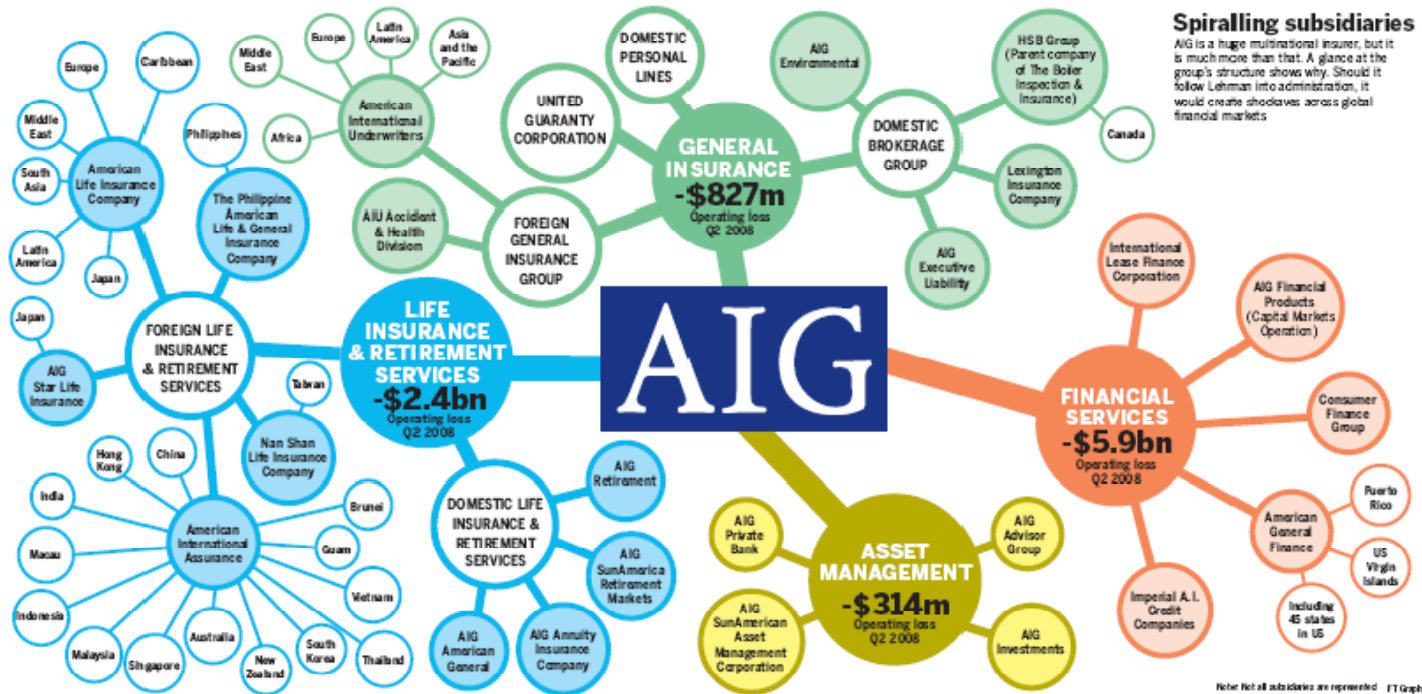 Spiralling subsidiaries
AIG is a huge multinational insurer, but it
is much more than that. A glance at the
group's structure shows why. Should it
follow Lehman into administration, it
would create shockwaves across global
financial markets
AIG
GENERAL
INSURANCE
-$827m
Operating loss
Q2 2008
DOMESTIC
PERSONAL
LINES
UNITED
GUARANTY
CORPORATION
FOREIGN
GENERAL
INSURANCE
GROUP
AIU Accident
& Health
Division
American
International
Underwriters
Africa
Middle
East
Europe
Latin
America
Asia
and the
Pacific
DOMESTIC
BROKERAGE
GROUP
AIG
Environmental
HSB Group
(Parent company
of The Boiler
Inspection &
Insurance)
Canada
Lexington
Insurance
Company
AIG
Executive
Liability
LIFE
INSURANCE
& RETIREMENT
SERVICES
-$2.4bn
Operating loss
Q2 2008
FOREIGN LIFE
INSURANCE
& RETIREMENT
SERVICES
American
Life Insurance
Company
Caribbean
Europe
Middle
East
South
Asia
Latin
America
Japan
Philippines
The Philippine
American
Life & General
Insurance
Company
Japan
AIG
Star Life
Insurance
Taiwan
Nan Shan
Life Insurance
Company
American
International
Assurance
China
Hong
Kong
India
Macau
Indonesia
Malaysia
Singapore
Australia
New
Zealand
South
Korea
Thailand
Vietnam
Guam
Brunei
DOMESTIC LIFE
INSURANCE &
RETIREMENT
SERVICES
AIG
Retirement
AIG
SunAmerica
Retirement
Markets
AIG Annuity
Insurance
Company
AIG
American
General
ASSET
MANAGEMENT
-$314m
Operating loss
Q2 2008
AIG
Private
Bank
AIG
Advisor
Group
AIG
SunAmerican
Asset
Management
Corporation
AIG
Investments
FINANCIAL
SERVICES
-$5.9bn
Operating loss
Q2 2008
International
Lease Finance
Corporation
AIG Financial
Products
(Capital Markets
Operation)
Consumer
Finance
Group
American
General
Finance
Puerto
Rico
US
Virgin
Islands
Including
45 states
in US
Imperial A.I.
Credit
Companies
Note: Not all subsidiaries are represented FT Graph